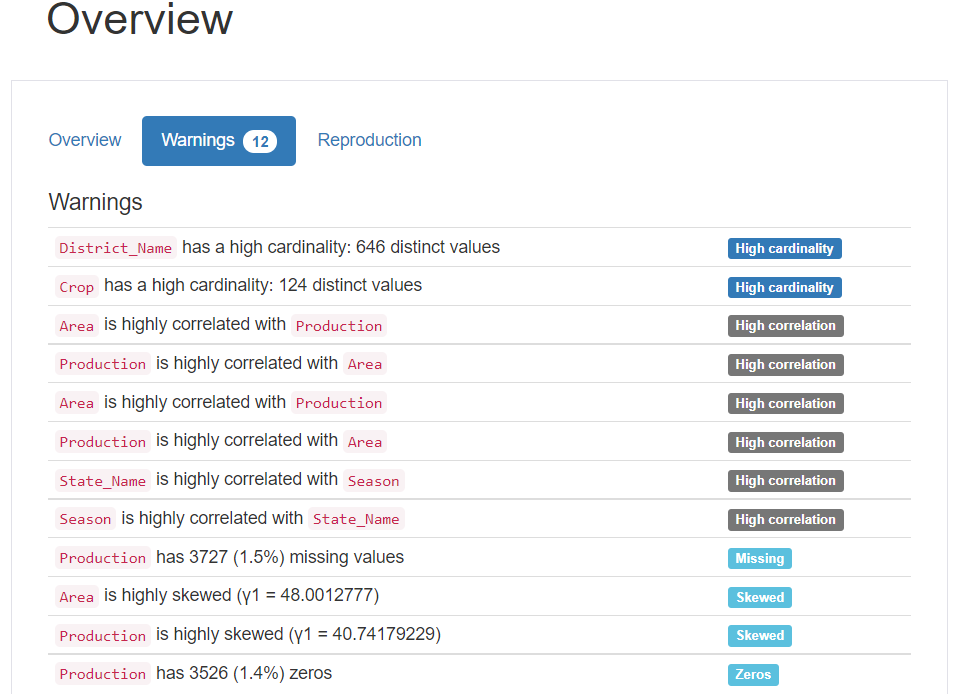 Overview
Overview Warnings 12 Reproduction
Warnings
District_Name has a high cardinality: 646 distinct values High cardinality
Crop has a high cardinality: 124 distinct values High cardinality
Area is highly correlated with Production High correlation
Production is highly correlated with Area High correlation
Area is highly correlated with Production High correlation
Production is highly correlated with Area High correlation
State_Name is highly correlated with Season High correlation
Season is highly correlated with State_Name High correlation
Production has 3727 (1.5%) missing values Missing
Area is highly skewed (γ1 = 48.0012777) Skewed
Production is highly skewed (γ1 = 40.74179229) Skewed
Production has 3526 (1.4%) zeros Zeros